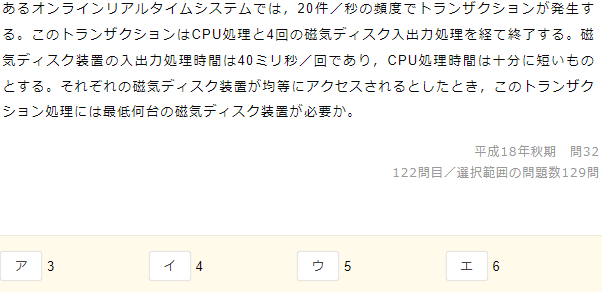 あるオンラインリアルタイムシステムでは，20件／秒の頻度でトランザクションが発生す
る。このトランザクションはCPU処理と4回の磁気ディスク入出力処理を経て終了する。磁
気ディスク装置の入出力処理時間は40ミリ秒／回であり，CPU処理時間は十分に短いもの
とする。それぞれの磁気ディスク装置が均等にアクセスされるとしたとき，このトランザク
ション処理には最低何台の磁気ディスク装置が必要か。
平成18年秋期　問32
122問目／選択範囲の問題数129問
ア 3 イ 4 ウ 5 エ 6